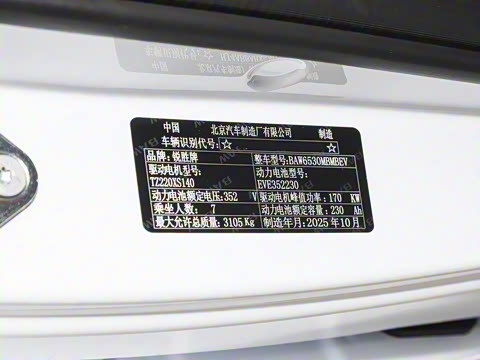 中国 北京汽车制造厂有限公司 制造
车辆识别代号：☆ ☆
品牌：锐胜牌 整车型号：BAW6530MBMBEV
驱动电机型号： 动力电池型号：
TZ220XS140 EVE352230
动力电池额定电压：352 V 驱动电机峰值功率：170 KW
乘坐人数： 7 动力电池额定容量：230 Ah
最大允许总质量：3105 Kg 制造年月：2025年10月